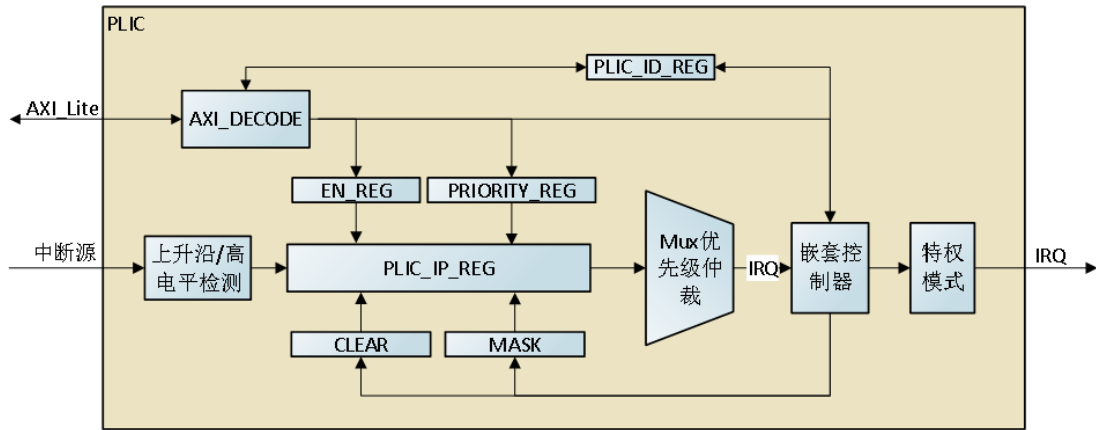 PLIC
PLIC_ID_REG
AXI_Lite
AXI_DECODE
EN_REG
PRIORITY_REG
中断源
上升沿/高
电平检测
PLIC_IP_REG
Mux优
先级仲
裁
IRQ
嵌套控
制器
特权
模式
IRQ
CLEAR
MASK